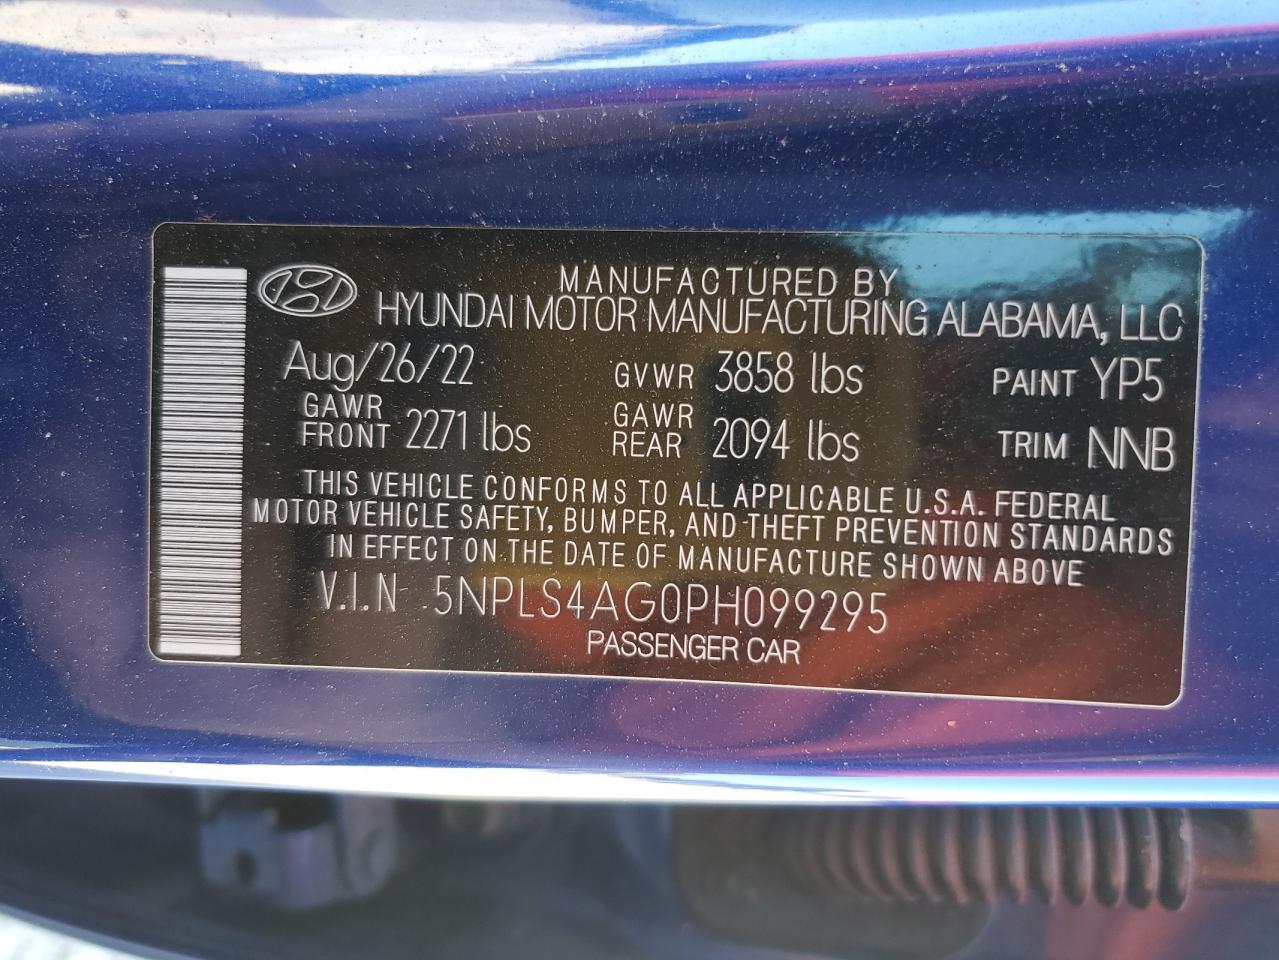 MANUFACTURED BY
HYUNDAI MOTOR MANUFACTURING ALABAMA, LLC
Aug/26/22 GVWR 3858 lbs PAINT YP5
GAWR FRONT 2271 lbs GAWR REAR 2094 lbs TRIM NNB
THIS VEHICLE CONFORMS TO ALL APPLICABLE U.S.A. FEDERAL
MOTOR VEHICLE SAFETY, BUMPER, AND THEFT PREVENTION STANDARDS
IN EFFECT ON THE DATE OF MANUFACTURE SHOWN ABOVE
V.I.N 5NPLS4AG0PH099295
PASSENGER CAR